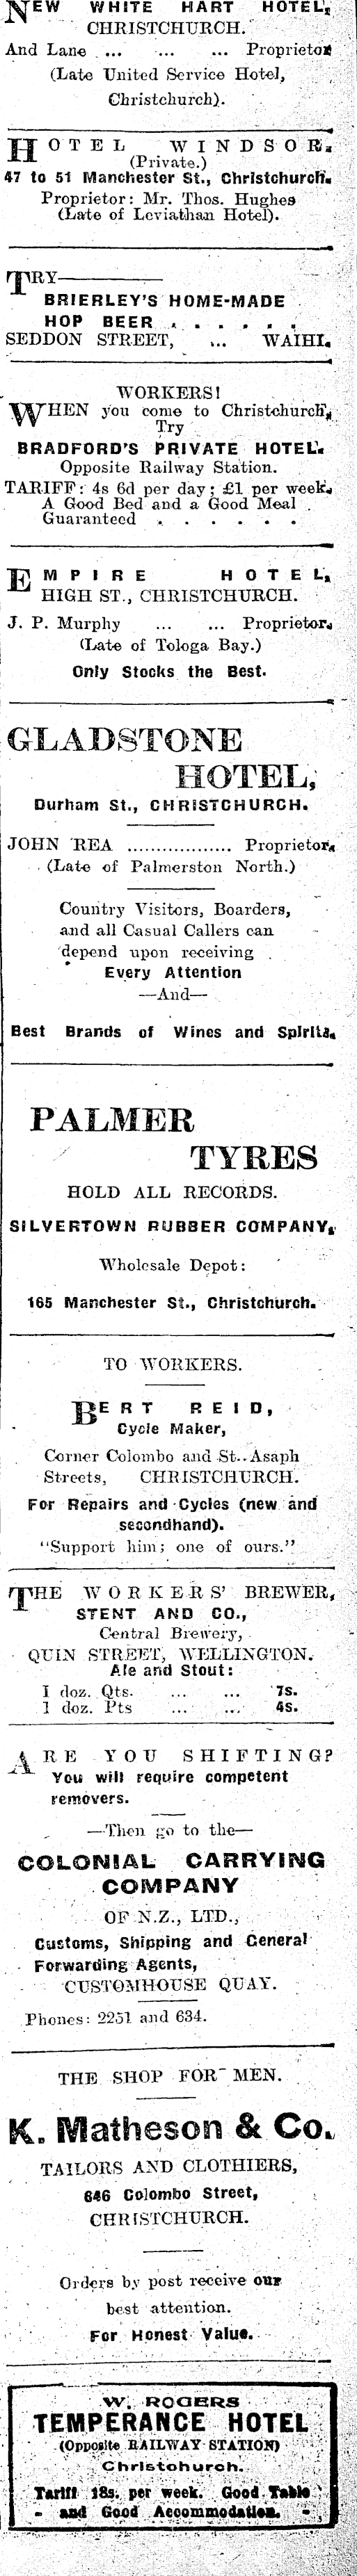 NEW WHITE HART HOTEL,
CHRISTCHURCH.
And Lane ... ... ... Proprietor
(Late United Service Hotel,
Christchurch).
HOTEL WINDSOR.
(Private.)
47 to 51 Manchester St., Christchurch.
Proprietor: Mr. Thos. Hughes
(Late of Leviathan Hotel).
TRY
BRIERLEY'S HOME-MADE
HOP BEER . . . . . .
SEDDON STREET, ... WAIHI.
WORKERS!
WHEN you come to Christchurch,
Try
BRADFORD'S PRIVATE HOTEL.
Opposite Railway Station.
TARIFF: 4s 6d per day; £1 per week.
A Good Bed and a Good Meal
Guaranteed . . . . . .
EMPIRE HOTEL,
HIGH ST., CHRISTCHURCH.
J. P. Murphy ... ... Proprietor.
(Late of Tologa Bay.)
Only Stocks the Best.
GLADSTONE
HOTEL,
Durham St., CHRISTCHURCH.
JOHN REA .................. Proprietor.
(Late of Palmerston North.)
Country Visitors, Boarders,
and all Casual Callers can
depend upon receiving
Every Attention
—And—
Best Brands of Wines and Spirits.
PALMER
TYRES
HOLD ALL RECORDS.
SILVERTOWN RUBBER COMPANY,
Wholesale Depot:
165 Manchester St., Christchurch.
TO WORKERS.
BERT REID,
Cycle Maker,
Corner Colombo and St. Asaph
Streets, CHRISTCHURCH.
For Repairs and Cycles (new and
secondhand).
"Support him; one of ours."
THE WORKERS' BREWER,
STENT AND CO.,
Central Brewery,
QUIN STREET, WELLINGTON.
Ale and Stout:
1 doz. Qts. ... ... 7s.
1 doz. Pts ... ... 4s.
ARE YOU SHIFTING?
You will require competent
removers.
—Then go to the—
COLONIAL CARRYING
COMPANY
OF N.Z., LTD.,
Customs, Shipping and General
Forwarding Agents,
CUSTOMHOUSE QUAY.
Phones: 2251 and 634.
THE SHOP FOR MEN.
K. Matheson & Co.
TAILORS AND CLOTHIERS,
646 Colombo Street,
CHRISTCHURCH.
Orders by post receive our
best attention.
For Honest Value.
W. ROGERS
TEMPERANCE HOTEL
(Opposite RAILWAY STATION)
Christchurch.
Tariff 18s. per week. Good Table
- and Good Accommodation. -